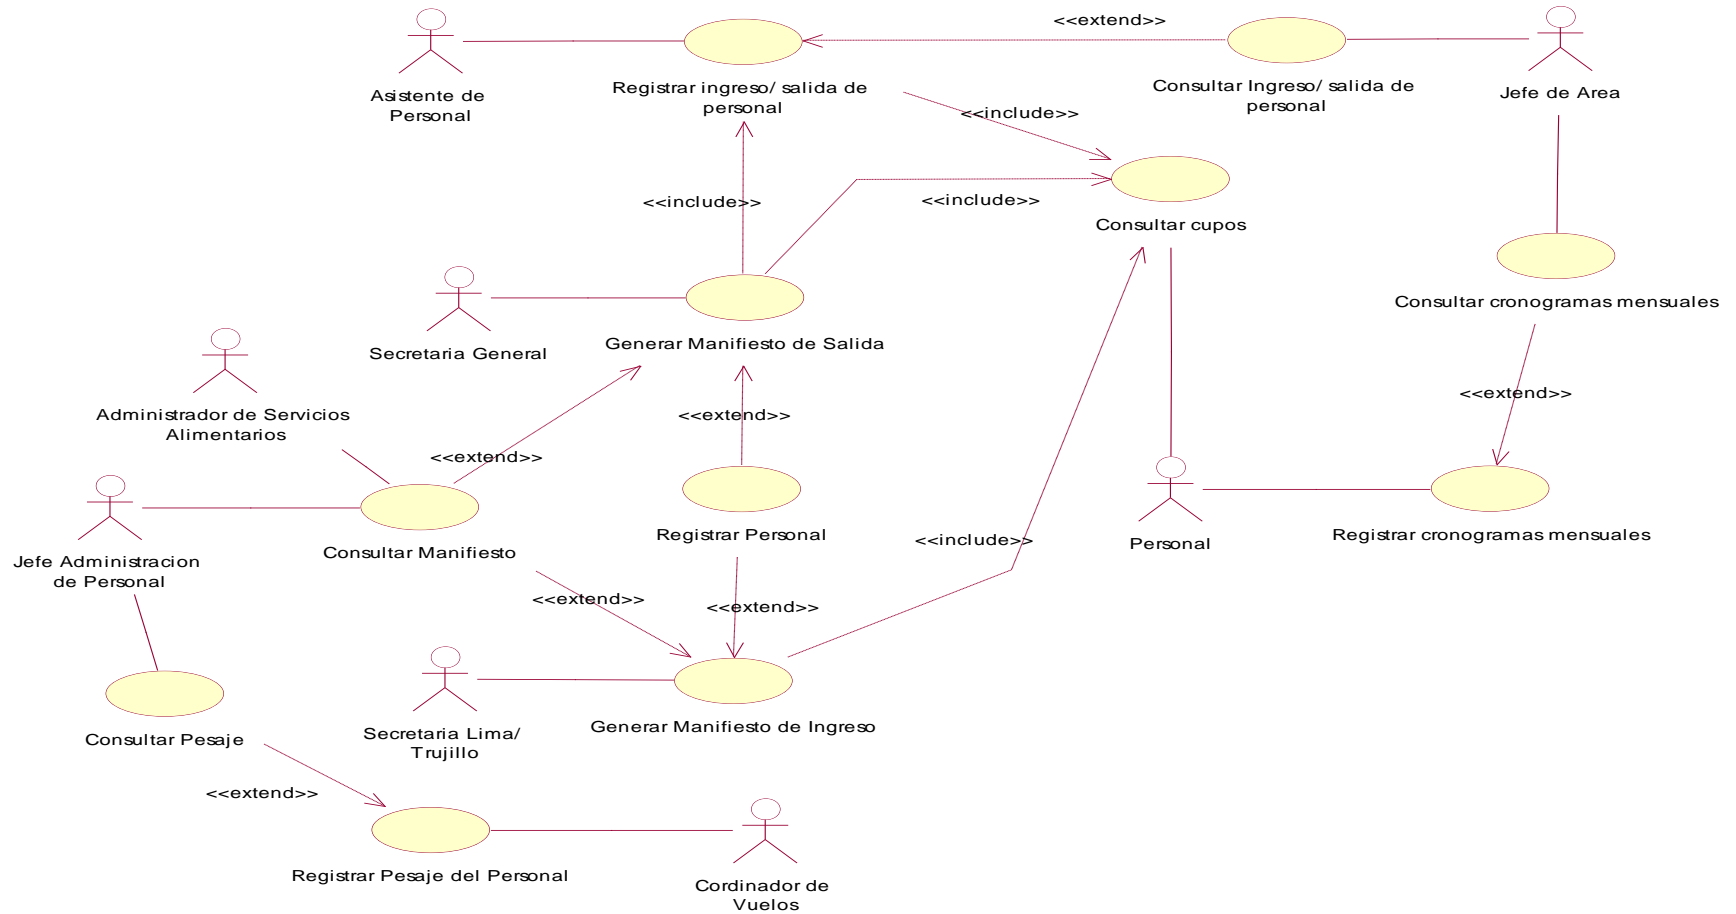 <<extend>>
Asistente de
Personal
Registrar ingreso/ salida de
personal
Consultar Ingreso/ salida de
personal
Jefe de Area
<<include>>
<<include>>
<<include>>
Consultar cupos
Consultar cronogramas mensuales
Secretaria General
Generar Manifiesto de Salida
Administrador de Servicios
Alimentarios
<<extend>>
<<extend>>
<<extend>>
Consultar Manifiesto
Registrar Personal
<<include>>
Personal
Registrar cronogramas mensuales
Jefe Administracion
de Personal
<<extend>>
<<extend>>
Secretaria Lima/
Trujillo
Generar Manifiesto de Ingreso
Consultar Pesaje
<<extend>>
Registrar Pesaje del Personal
Cordinador de
Vuelos